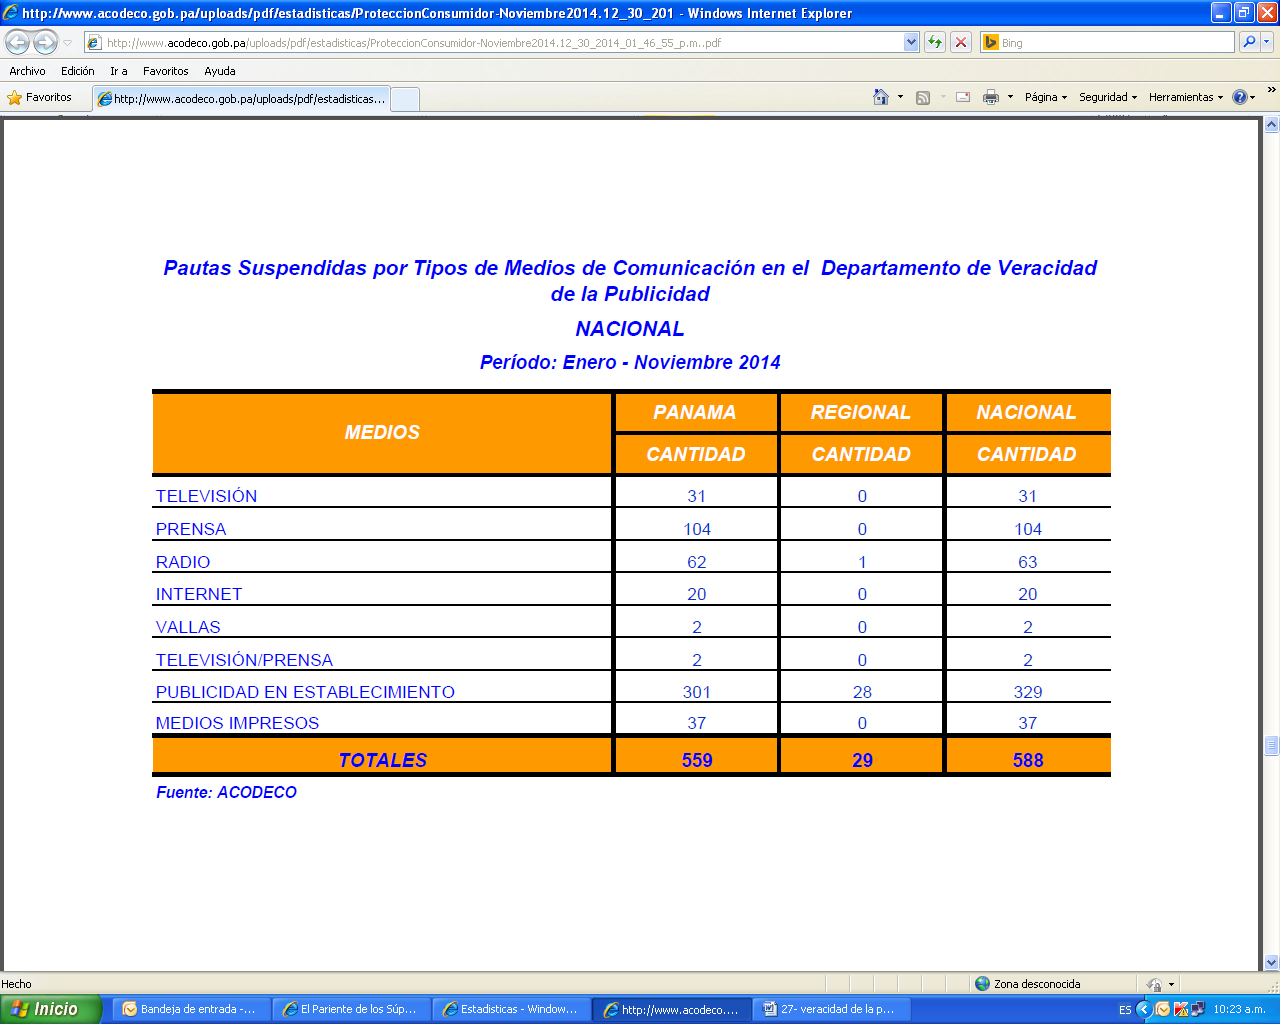 http://www.acodeco.gob.pa/uploads/pdf/estadisticas/ProteccionConsumidor-Noviembre2014.12_30_201 - Windows Internet Explorer
http://www.acodeco.gob.pa/uploads/pdf/estadisticas/ProteccionConsumidor-Noviembre2014.12_30_2014_01_46_55_p.m..pdf Bing
Archivo Edición Ir a Favoritos Ayuda
Favoritos http://www.acodeco.gob.pa/uploads/pdf/estadisticas... Página Seguridad Herramientas
Pautas Suspendidas por Tipos de Medios de Comunicación en el Departamento de Veracidad
de la Publicidad
NACIONAL
Período: Enero - Noviembre 2014
MEDIOS PANAMA REGIONAL NACIONAL
CANTIDAD CANTIDAD CANTIDAD
TELEVISIÓN 31 0 31
PRENSA 104 0 104
RADIO 62 1 63
INTERNET 20 0 20
VALLAS 2 0 2
TELEVISIÓN/PRENSA 2 0 2
PUBLICIDAD EN ESTABLECIMIENTO 301 28 329
MEDIOS IMPRESOS 37 0 37
TOTALES 559 29 588
Fuente: ACODECO
Hecho Zona desconocida
Inicio Bandeja de entrada -... El Pariente de los Súp... Estadisticas - Window... http://www.acodeco.... 27- veracidad de la p... ES 10:23 a.m.